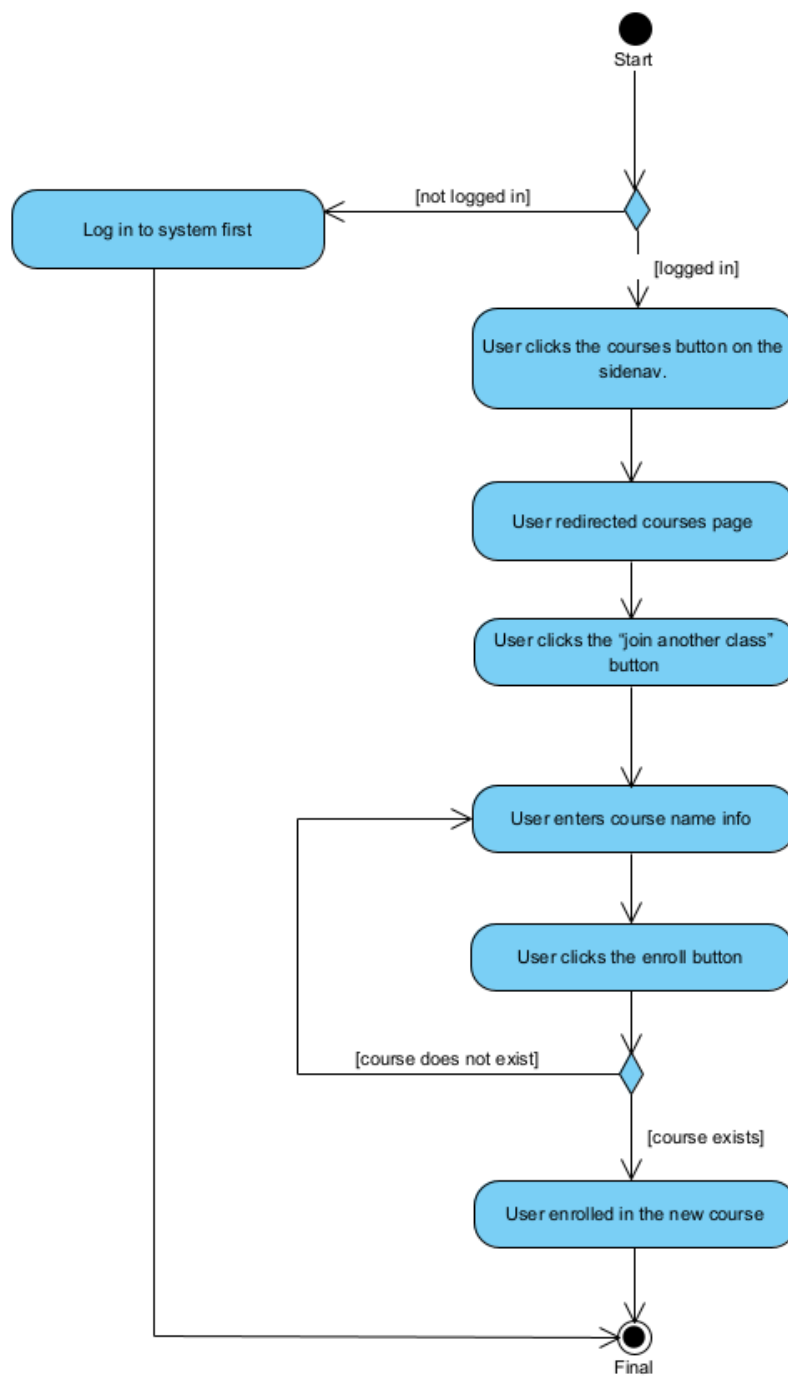 Start
[not logged in]
Log in to system first
[logged in]
User clicks the courses button on the
sidenav.
User redirected courses page
User clicks the “join another class”
button
User enters course name info
User clicks the enroll button
[course does not exist]
[course exists]
User enrolled in the new course
Final